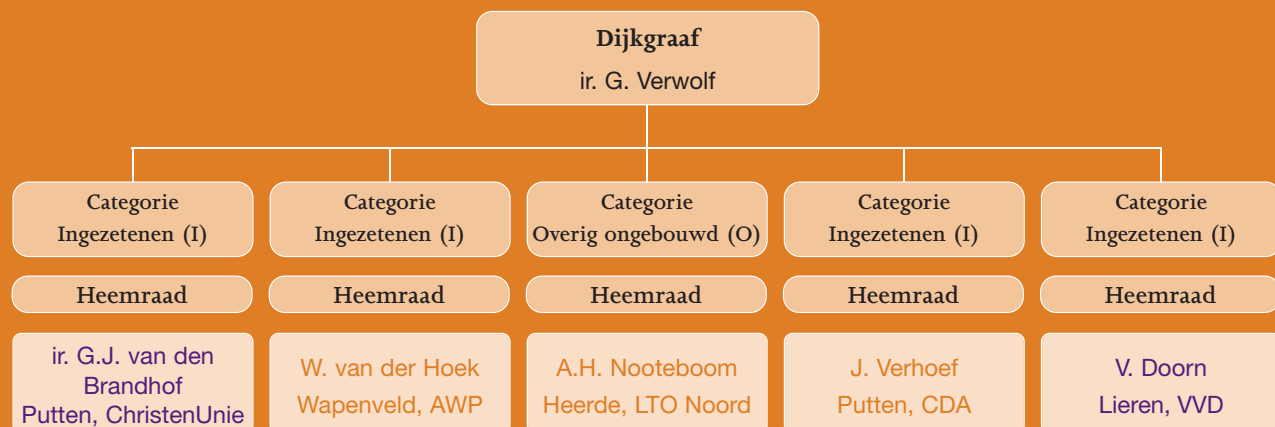 Dijkgraaf
ir. G. Verwolf
Categorie
Ingezetenen (I)
Heemraad
ir. G.J. van den
Brandhof
Putten, ChristenUnie
Categorie
Ingezetenen (I)
Heemraad
W. van der Hoek
Wapenveld, AWP
Categorie
Overig ongebouwd (O)
Heemraad
A.H. Nooteboom
Heerde, LTO Noord
Categorie
Ingezetenen (I)
Heemraad
J. Verhoef
Putten, CDA
Categorie
Ingezetenen (I)
Heemraad
V. Doorn
Lieren, VVD